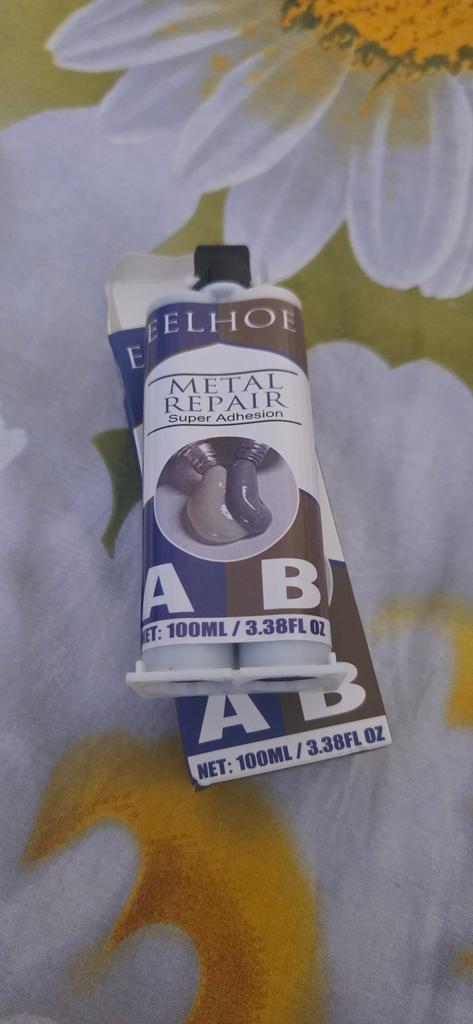 EELHOE
E
METAL
REPAIR
Super Adhesion
A B
NET: 100ML / 3.38FL OZ
A B
NET: 100ML / 3.38FL OZ